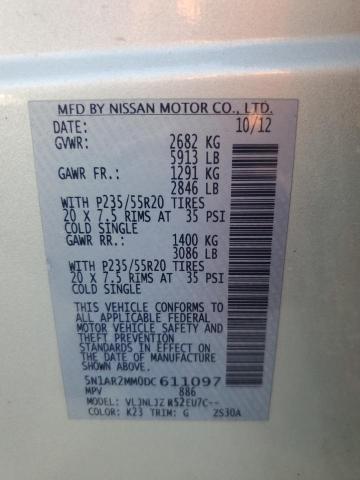 MFD BY NISSAN MOTOR CO., LTD.
DATE: 10/12
GVWR: 2682 KG
5913 LB
GAWR FR.: 1291 KG
2846 LB
WITH P235/55R20 TIRES
20 X 7.5 RIMS AT 35 PSI
COLD SINGLE
GAWR RR.: 1400 KG
3086 LB
WITH P235/55R20 TIRES
20 X 7.5 RIMS AT 35 PSI
COLD SINGLE
THIS VEHICLE CONFORMS TO
ALL APPLICABLE FEDERAL
MOTOR VEHICLE SAFETY
AND THEFT PREVENTION
STANDARDS IN EFFECT ON
THE DATE OF MANUFACTURE
SHOWN ABOVE.
5N1AR2MM0DC611097
MPV 886
MODEL: VLJNLJZ R52EU7C--
COLOR: K23 TRIM: G 2S30A